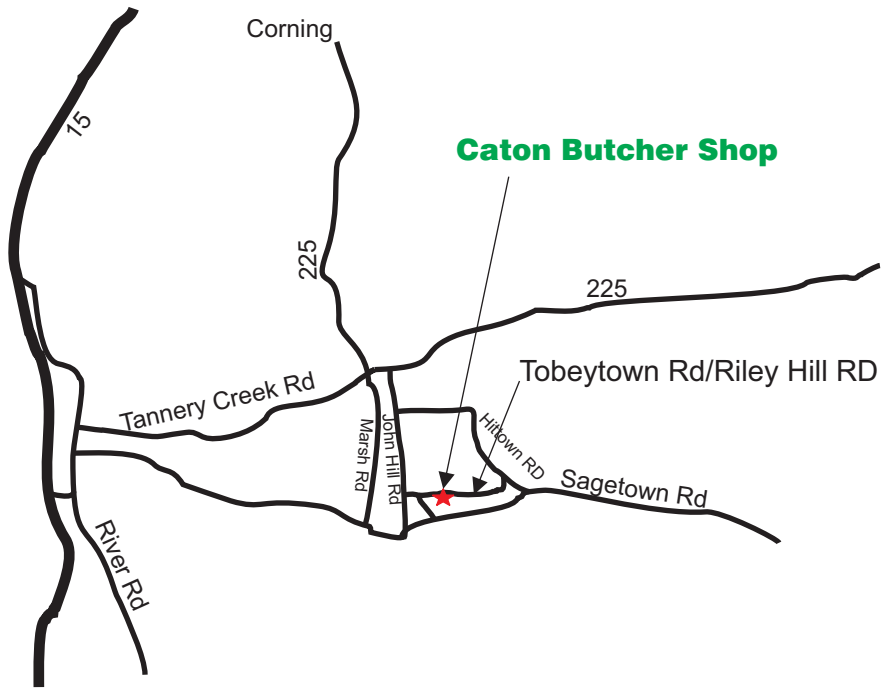 Corning
15
Caton Butcher Shop
225
225
Tobeytown Rd/Riley Hill RD
Tannery Creek Rd
Marsh Rd
John Hill Rd
Hittown RD
Sagetown Rd
River Rd